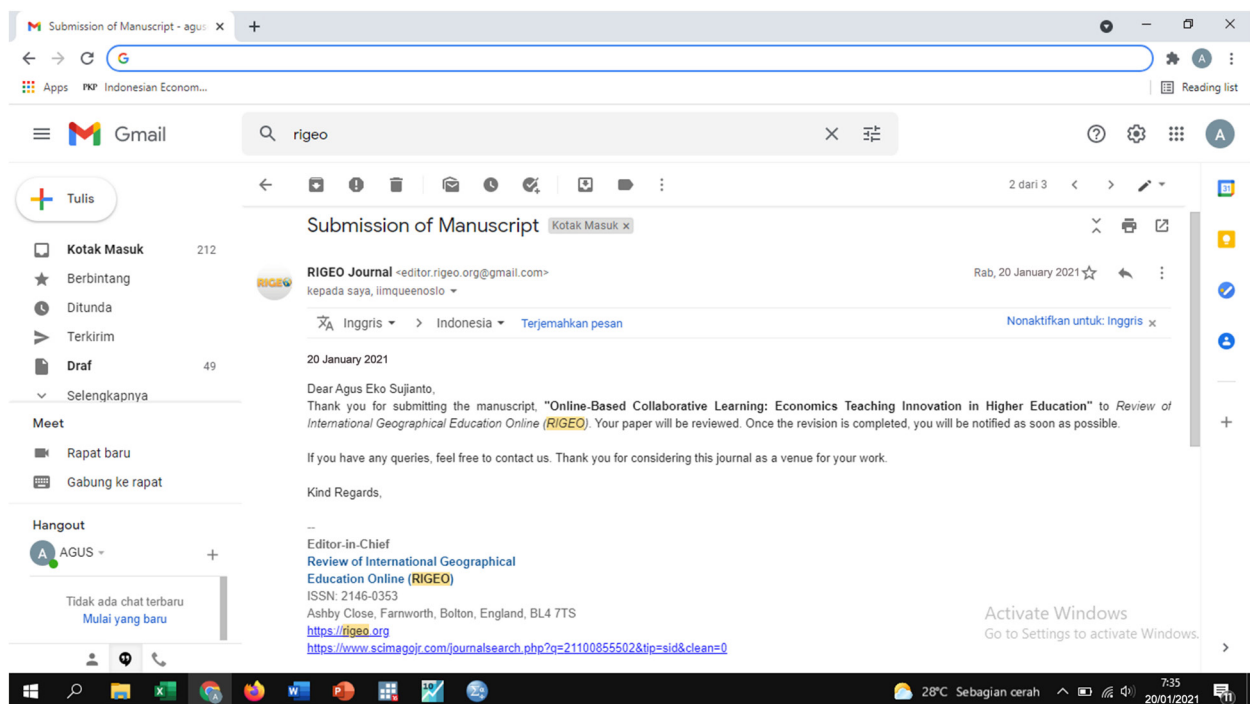 Submission of Manuscript - agus
G
Apps PKP Indonesian Econom...
Reading list
A
Gmail
rigeo
A
Tulis
2 dari 3
31
Submission of Manuscript Kotak Masuk x
Kotak Masuk 212
Berbintang
Ditunda
Terkirim
Draf 49
Selengkapnya
RIGEO
RIGEO Journal <editor.rigeo.org@gmail.com>
Rab, 20 January 2021
kepada saya, iimqueenoslo
Inggris > Indonesia Terjemahkan pesan
Nonaktifkan untuk: Inggris x
20 January 2021
Dear Agus Eko Sujianto,
Thank you for submitting the manuscript, "Online-Based Collaborative Learning: Economics Teaching Innovation in Higher Education" to Review of
International Geographical Education Online (RIGEO). Your paper will be reviewed. Once the revision is completed, you will be notified as soon as possible.
If you have any queries, feel free to contact us. Thank you for considering this journal as a venue for your work.
Kind Regards,
--
Editor-in-Chief
Review of International Geographical
Education Online (RIGEO)
ISSN: 2146-0353
Ashby Close, Farnworth, Bolton, England, BL4 7TS
https://rigeo.org
https://www.scimagojr.com/journalsearch.php?q=21100855502&tip=sid&clean=0
Meet
Rapat baru
Gabung ke rapat
Hangout
A AGUS
Tidak ada chat terbaru
Mulai yang baru
Activate Windows
Go to Settings to activate Windows.
28°C Sebagian cerah
7:35
20/01/2021